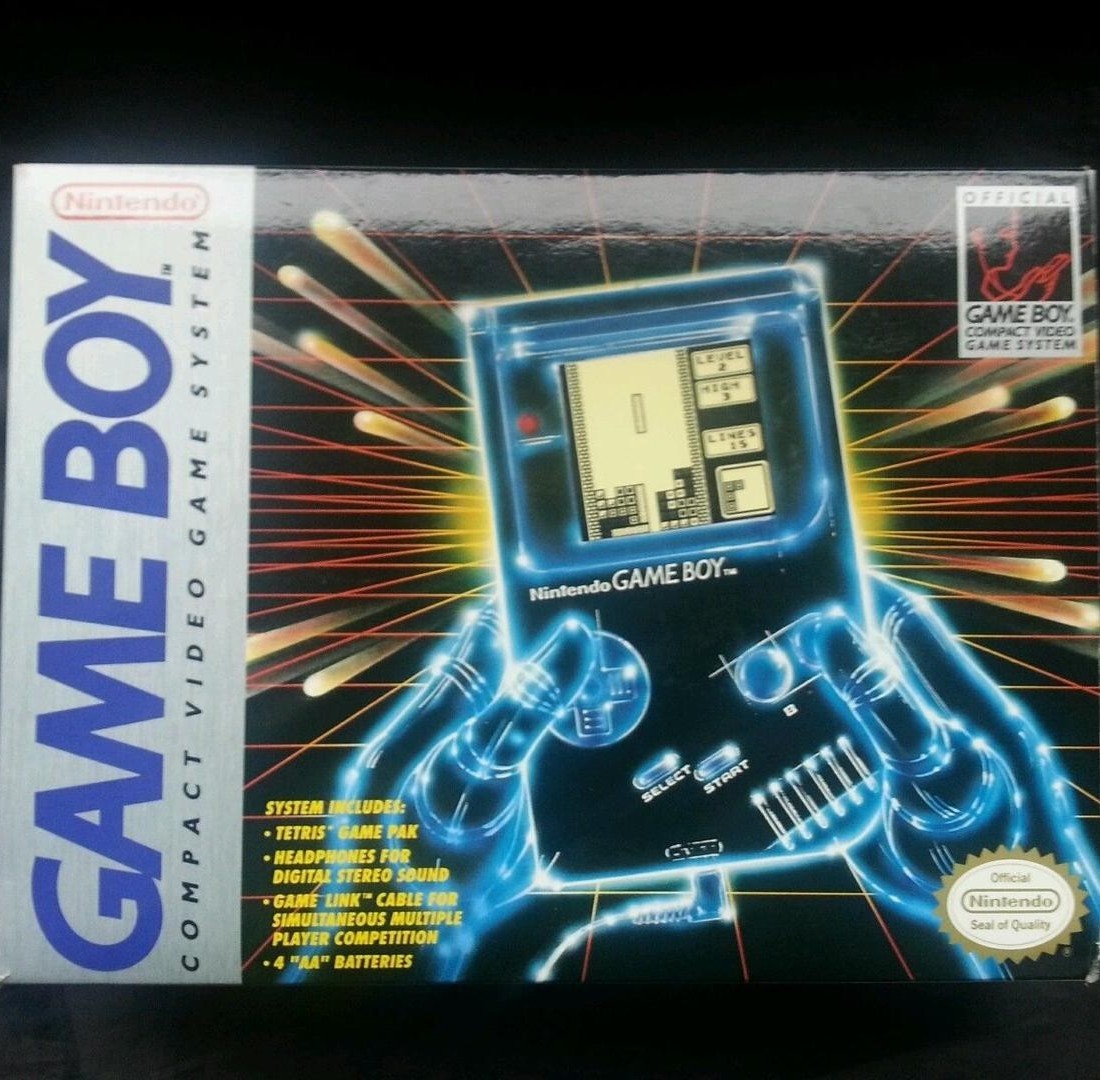 Nintendo®
GAME BOY™
COMPACT VIDEO GAME SYSTEM
OFFICIAL
GAME BOY.
COMPACT VIDEO
GAME SYSTEM
LEVEL
2
HIGH
3
LINES
15
Nintendo GAME BOY™
B
SELECT
START
SYSTEM INCLUDES:
• TETRIS™ GAME PAK
• HEADPHONES FOR
DIGITAL STEREO SOUND
• GAME LINK™ CABLE FOR
SIMULTANEOUS MULTIPLE
PLAYER COMPETITION
• 4 "AA" BATTERIES
Official
Nintendo
Seal of Quality
®